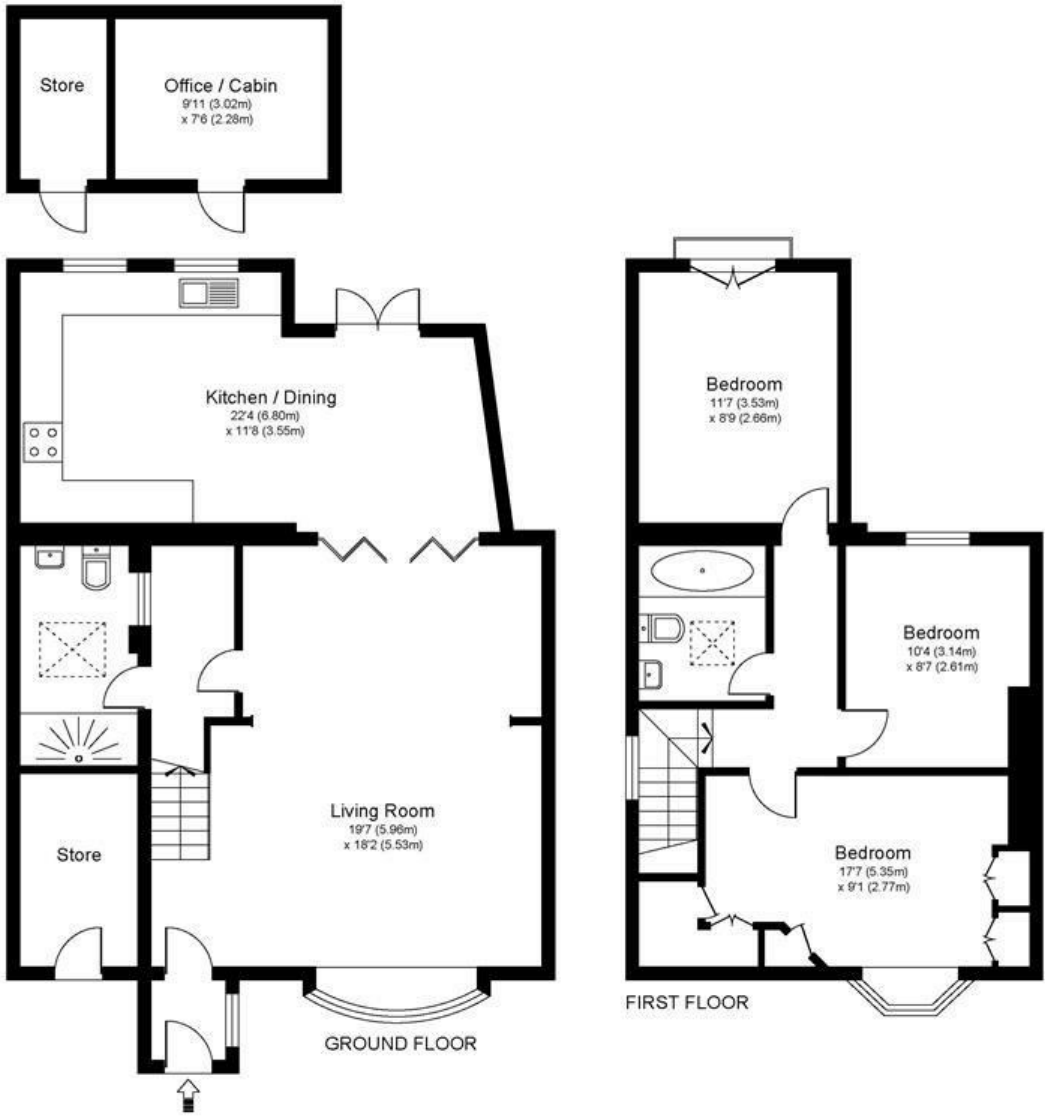 Store
Office / Cabin
9'11 (3.02m)
x 7'6 (2.28m)
Kitchen / Dining
22'4 (6.80m)
x 11'8 (3.55m)
Bedroom
11'7 (3.53m)
x 8'9 (2.66m)
Bedroom
10'4 (3.14m)
x 8'7 (2.61m)
Living Room
19'7 (5.96m)
x 18'2 (5.53m)
Store
Bedroom
17'7 (5.35m)
x 9'1 (2.77m)
FIRST FLOOR
GROUND FLOOR